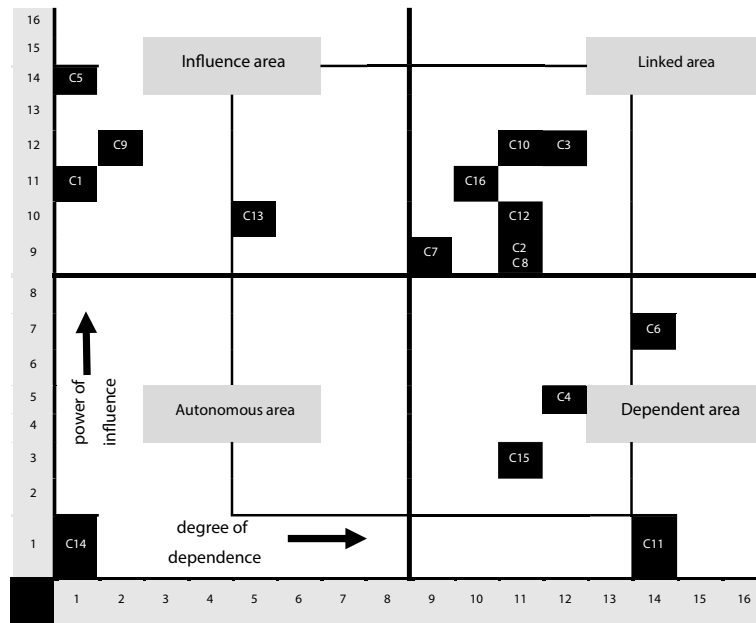 16
15
Influence area
Linked area
14
C5
13
12
C9
C10
C3
11
C1
C16
10
C13
C12
9
C7
C2
C8
8
7
C6
6
5
C4
Autonomous area
Dependent area
4
power of
influence
3
C15
2
degree of
dependence
1
C14
C11
1 2 3 4 5 6 7 8 9 10 11 12 13 14 15 16